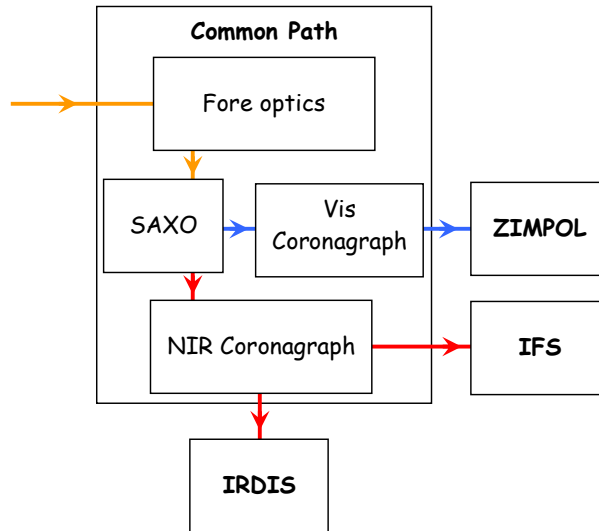 Common Path
Fore optics
SAXO
Vis
Coronagraph
ZIMPOL
NIR Coronagraph
IFS
IRDIS